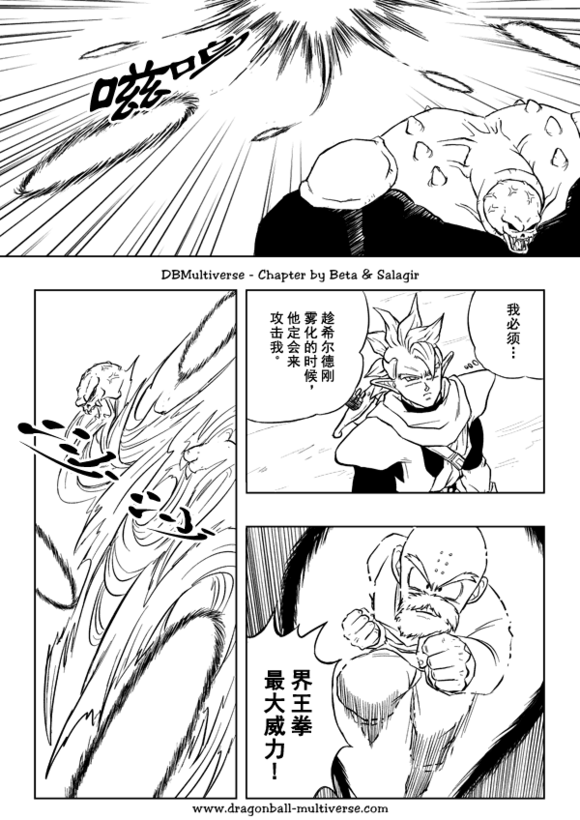 嗞呜
DBMultiverse - Chapter by Beta & Salagir
我必须…
趁希尔德刚
雾化的时候，
他定会来
攻击我。
界王拳
最大威力！
www.dragonball-multiverse.com